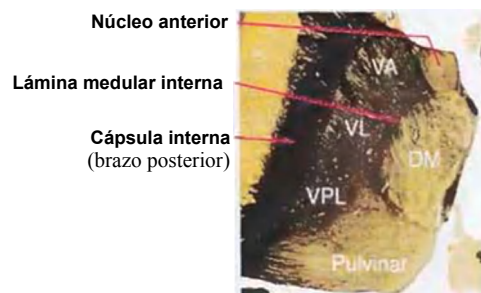 Núcleo anterior
VA
Lámina medular interna
VL
Cápsula interna
(brazo posterior)
DM
VPL
Pulvinar